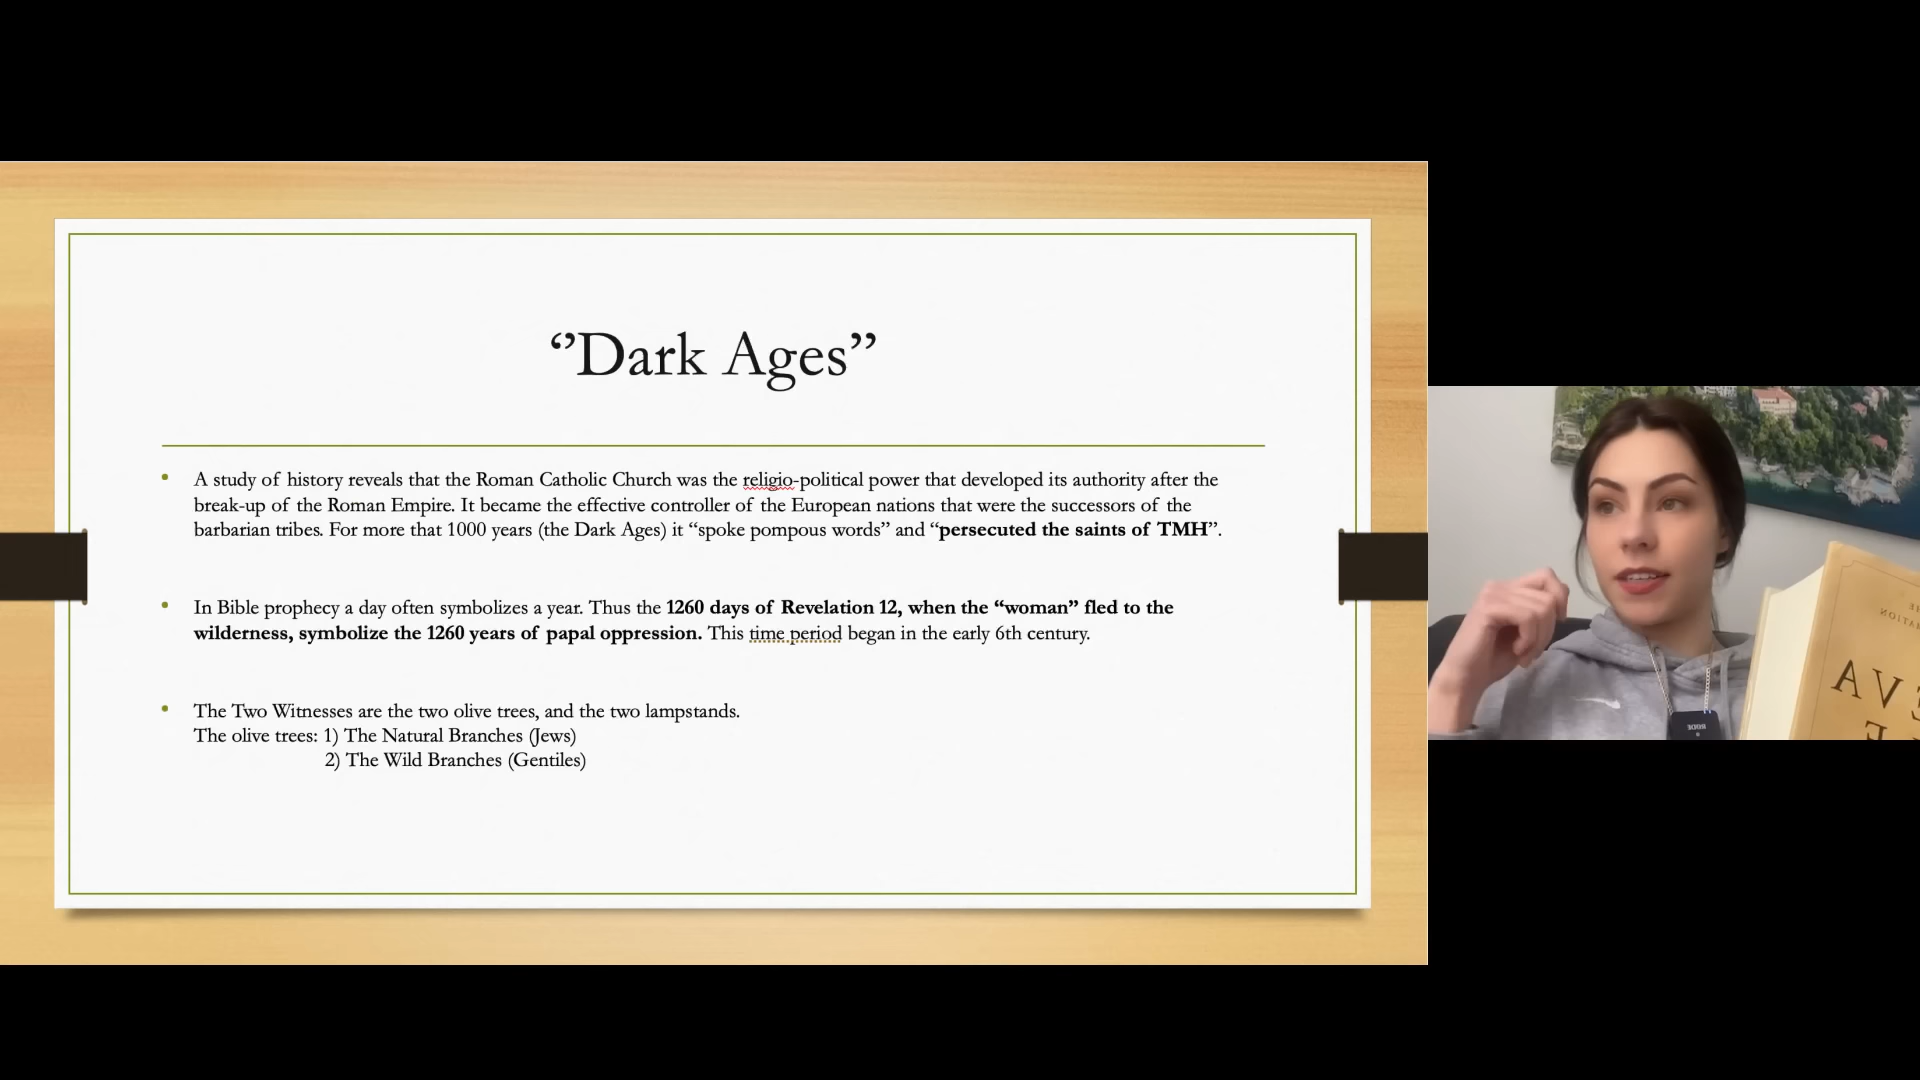 ‘’Dark Ages’’
• A study of history reveals that the Roman Catholic Church was the religio-political power that developed its authority after the
break-up of the Roman Empire. It became the effective controller of the European nations that were the successors of the
barbarian tribes. For more that 1000 years (the Dark Ages) it “spoke pompous words” and “persecuted the saints of TMH”.
• In Bible prophecy a day often symbolizes a year. Thus the 1260 days of Revelation 12, when the “woman” fled to the
wilderness, symbolize the 1260 years of papal oppression. This time period began in the early 6th century.
• The Two Witnesses are the two olive trees, and the two lampstands.
The olive trees: 1) The Natural Branches (Jews)
2) The Wild Branches (Gentiles)
RODE